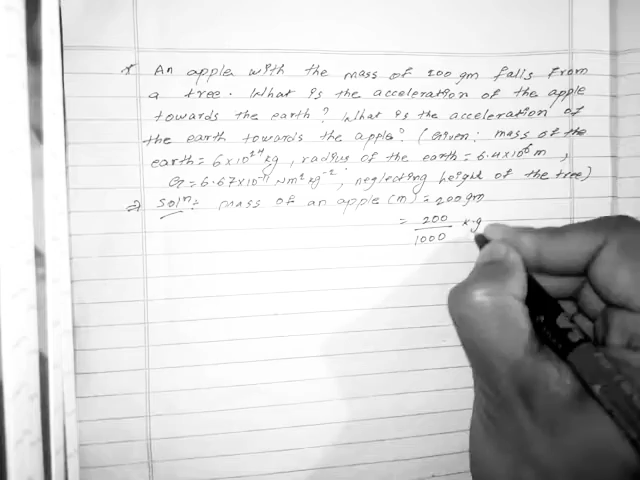 * An apple with the mass of 200 gm falls from
a tree. What is the acceleration of the apple
towards the earth? What is the acceleration of
the earth towards the apple? (Given: mass of the
earth = 6×10²⁴ kg, radius of the earth = 6.4×10⁶ m,
G = 6.67×10⁻¹¹ Nm² kg⁻², neglecting height of the tree)
⇒ Solⁿ: mass of an apple (m) = 200 gm
= 200/1000 k.g